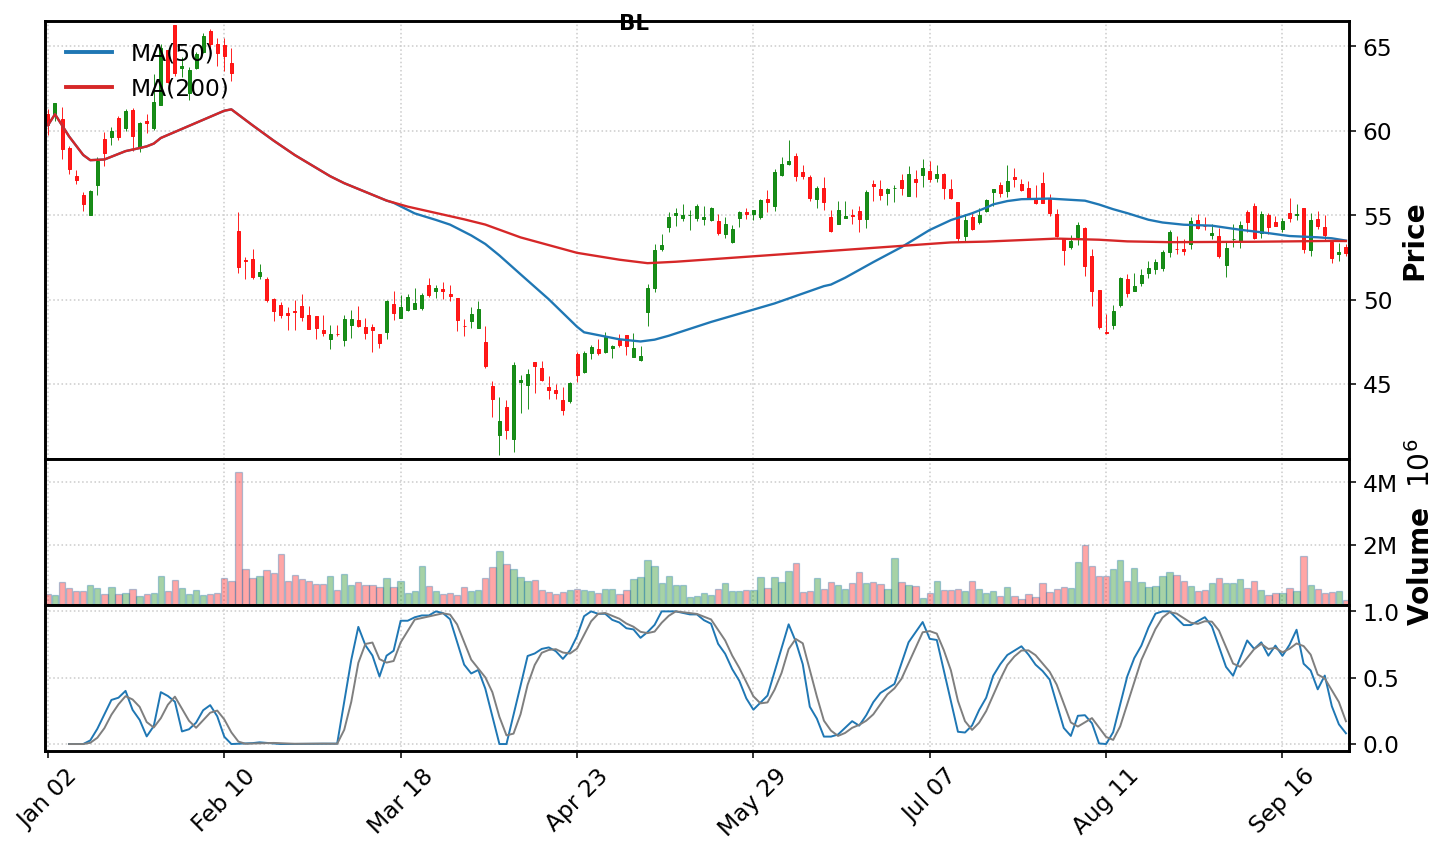 BL
MA(50)
MA(200)
65
60
55
50
45
Price
4M
2M
Volume 10^6
1.0
0.5
0.0
Jan 02
Feb 10
Mar 18
Apr 23
May 29
Jul 07
Aug 11
Sep 16